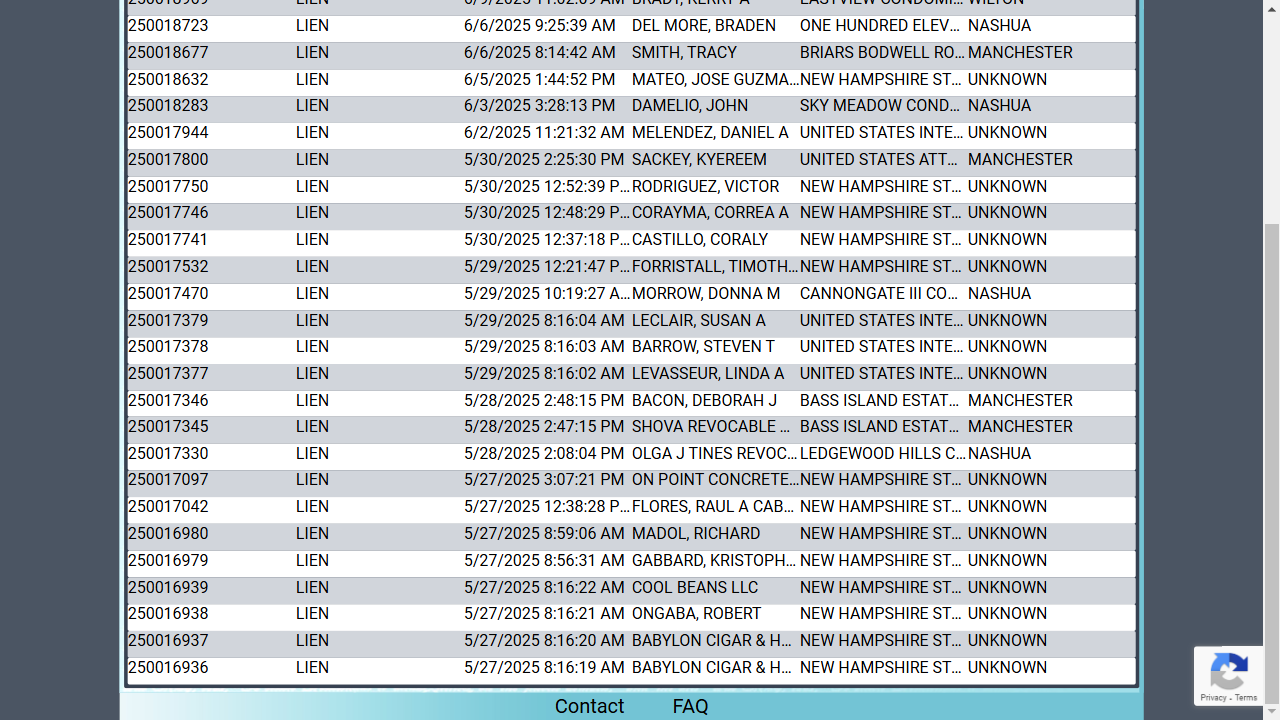 250018969 LIEN 6/9/2025 11:02:09 AM BRADY, KERRY A EASTVIEW CONDOMI... WILTON
250018723 LIEN 6/6/2025 9:25:39 AM DEL MORE, BRADEN ONE HUNDRED ELEV... NASHUA
250018677 LIEN 6/6/2025 8:14:42 AM SMITH, TRACY BRIARS BODWELL RO... MANCHESTER
250018632 LIEN 6/5/2025 1:44:52 PM MATEO, JOSE GUZMA... NEW HAMPSHIRE ST... UNKNOWN
250018283 LIEN 6/3/2025 3:28:13 PM DAMELIO, JOHN SKY MEADOW COND... NASHUA
250017944 LIEN 6/2/2025 11:21:32 AM MELENDEZ, DANIEL A UNITED STATES INTE... UNKNOWN
250017800 LIEN 5/30/2025 2:25:30 PM SACKEY, KYEREEM UNITED STATES ATT... MANCHESTER
250017750 LIEN 5/30/2025 12:52:39 P... RODRIGUEZ, VICTOR NEW HAMPSHIRE ST... UNKNOWN
250017746 LIEN 5/30/2025 12:48:29 P... CORAYMA, CORREA A NEW HAMPSHIRE ST... UNKNOWN
250017741 LIEN 5/30/2025 12:37:18 P... CASTILLO, CORALY NEW HAMPSHIRE ST... UNKNOWN
250017532 LIEN 5/29/2025 12:21:47 P... FORRISTALL, TIMOTH... NEW HAMPSHIRE ST... UNKNOWN
250017470 LIEN 5/29/2025 10:19:27 A... MORROW, DONNA M CANNONGATE III CO... NASHUA
250017379 LIEN 5/29/2025 8:16:04 AM LECLAIR, SUSAN A UNITED STATES INTE... UNKNOWN
250017378 LIEN 5/29/2025 8:16:03 AM BARROW, STEVEN T UNITED STATES INTE... UNKNOWN
250017377 LIEN 5/29/2025 8:16:02 AM LEVASSEUR, LINDA A UNITED STATES INTE... UNKNOWN
250017346 LIEN 5/28/2025 2:48:15 PM BACON, DEBORAH J BASS ISLAND ESTAT... MANCHESTER
250017345 LIEN 5/28/2025 2:47:15 PM SHOVA REVOCABLE ... BASS ISLAND ESTAT... MANCHESTER
250017330 LIEN 5/28/2025 2:08:04 PM OLGA J TINES REVOC... LEDGEWOOD HILLS C... NASHUA
250017097 LIEN 5/27/2025 3:07:21 PM ON POINT CONCRETE... NEW HAMPSHIRE ST... UNKNOWN
250017042 LIEN 5/27/2025 12:38:28 P... FLORES, RAUL A CAB... NEW HAMPSHIRE ST... UNKNOWN
250016980 LIEN 5/27/2025 8:59:06 AM MADOL, RICHARD NEW HAMPSHIRE ST... UNKNOWN
250016979 LIEN 5/27/2025 8:56:31 AM GABBARD, KRISTOPH... NEW HAMPSHIRE ST... UNKNOWN
250016939 LIEN 5/27/2025 8:16:22 AM COOL BEANS LLC NEW HAMPSHIRE ST... UNKNOWN
250016938 LIEN 5/27/2025 8:16:21 AM ONGABA, ROBERT NEW HAMPSHIRE ST... UNKNOWN
250016937 LIEN 5/27/2025 8:16:20 AM BABYLON CIGAR & H... NEW HAMPSHIRE ST... UNKNOWN
250016936 LIEN 5/27/2025 8:16:19 AM BABYLON CIGAR & H... NEW HAMPSHIRE ST... UNKNOWN
Privacy - Terms
Contact FAQ